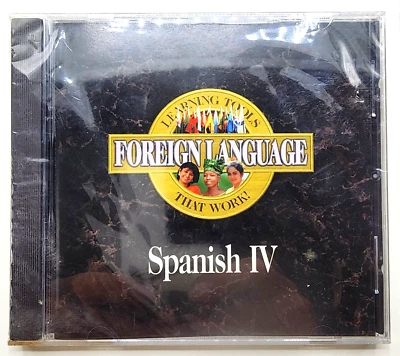 LEARNING TOOLS
FOREIGN LANGUAGE
THAT WORK!
Spanish IV